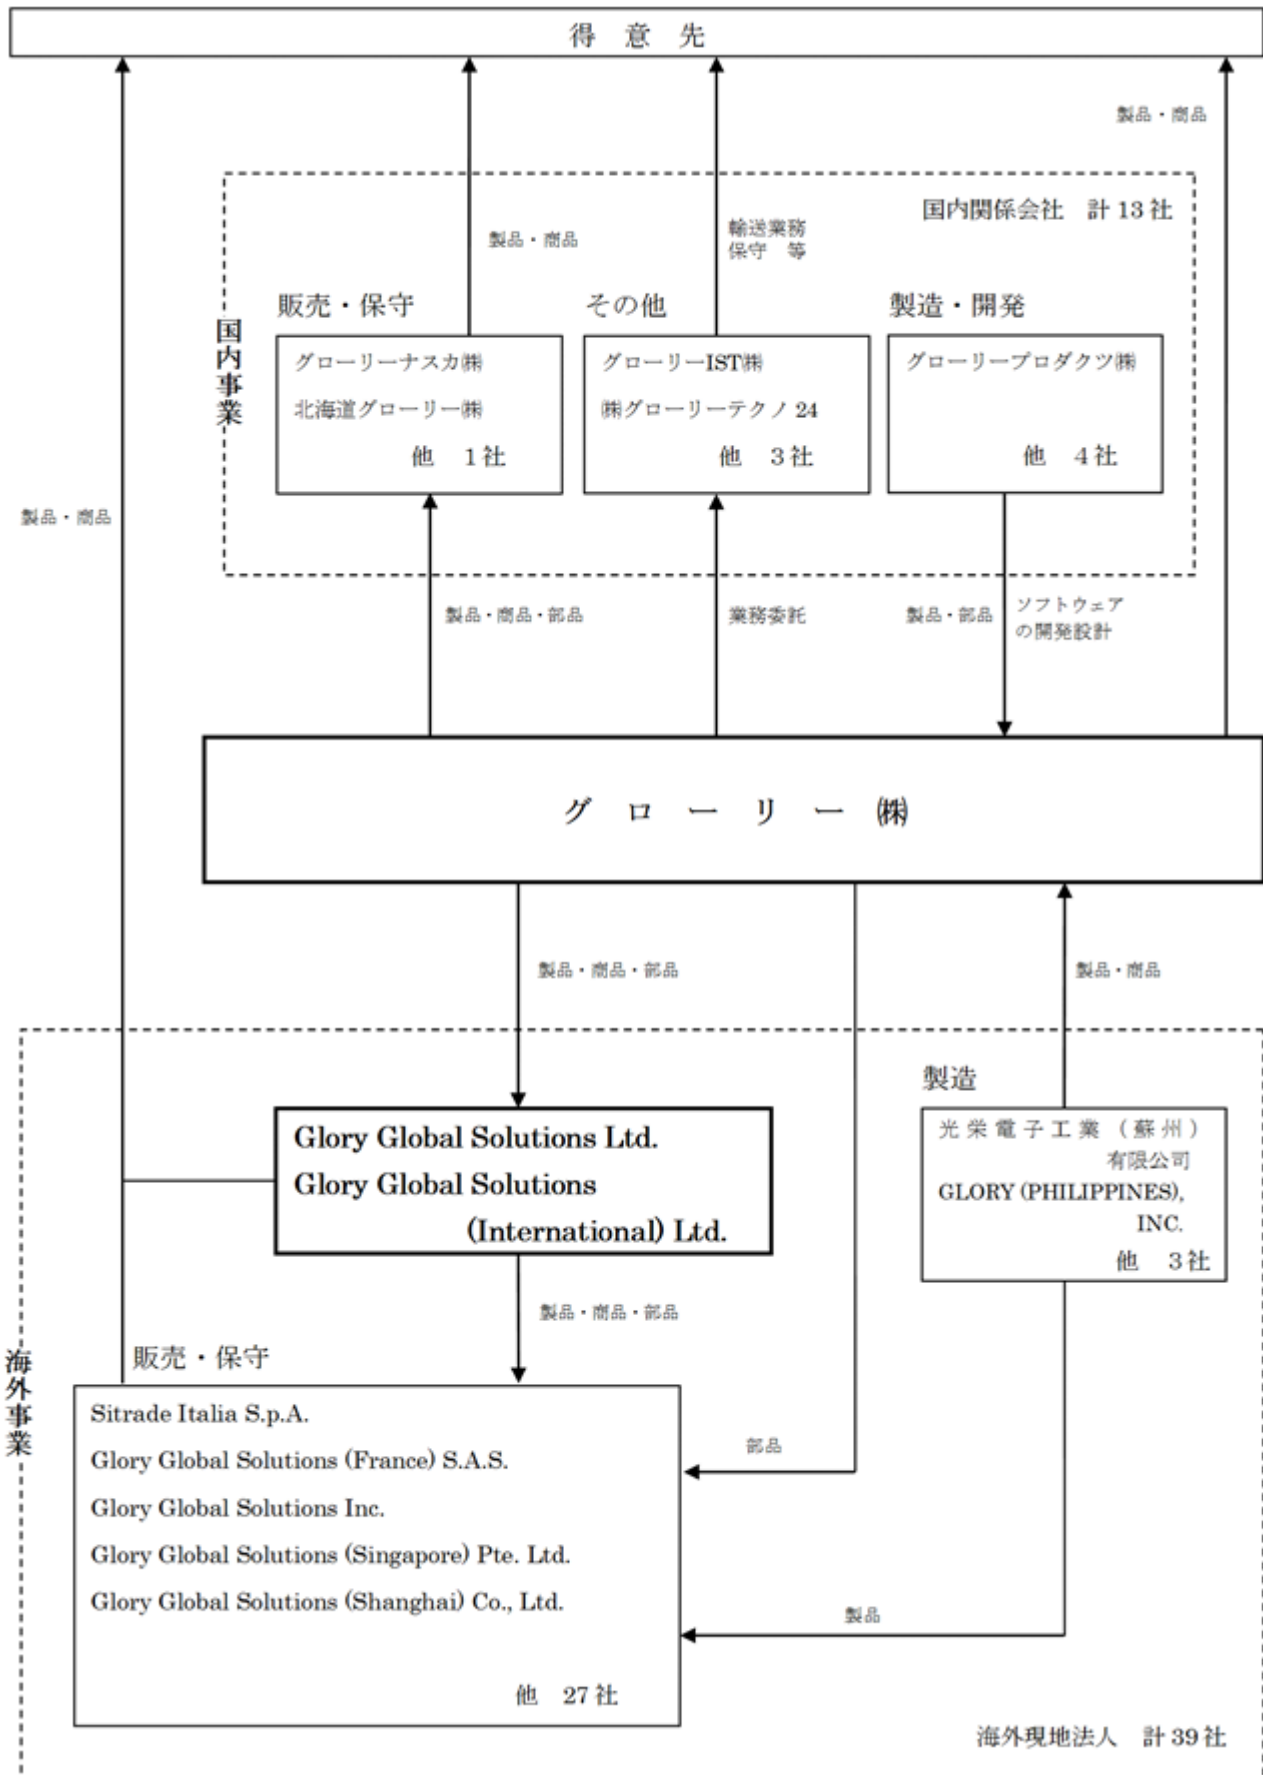 得 意 先
製品・商品
国内関係会社 計 13 社
製品・商品
輸送業務
保守 等
販売・保守
その他
製造・開発
国内事業
グローリーナスカ㈱
北海道グローリー㈱
他 1 社
グローリーIST㈱
㈱グローリーテクノ 24
他 3 社
グロープロダクツ㈱
他 4 社
製品・商品
製品・商品・部品
業務委託
製品・部品
ソフトウェア
の開発設計
グ ロ ー リ ー ㈱
製品・商品・部品
製品・商品
製造
光栄電子工業(蘇州)
有限公司
GLORY (PHILIPPINES),
INC.
他 3 社
Glory Global Solutions Ltd.
Glory Global Solutions
(International) Ltd.
製品・商品・部品
海外事業
販売・保守
Sitrade Italia S.p.A.
Glory Global Solutions (France) S.A.S.
Glory Global Solutions Inc.
Glory Global Solutions (Singapore) Pte. Ltd.
Glory Global Solutions (Shanghai) Co., Ltd.
他 27 社
部品
製品
海外現地法人 計 39 社